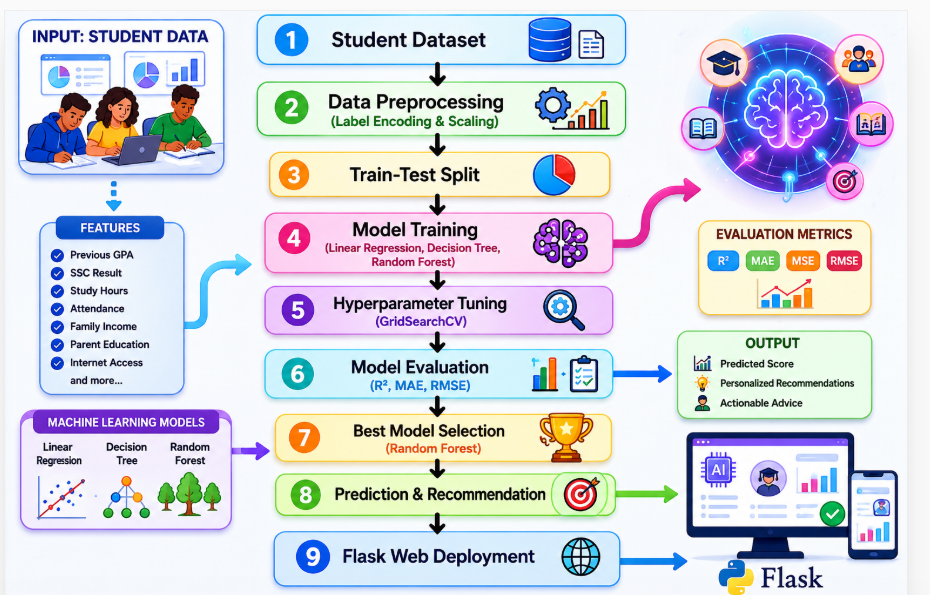 INPUT: STUDENT DATA
FEATURES
Previous GPA
SSC Result
Study Hours
Attendance
Family Income
Parent Education
Internet Access
and more...
MACHINE LEARNING MODELS
Linear
Regression
Decision
Tree
Random
Forest
1 Student Dataset
2 Data Preprocessing
(Label Encoding & Scaling)
3 Train-Test Split
4 Model Training
(Linear Regression, Decision Tree,
Random Forest)
5 Hyperparameter Tuning
(GridSearchCV)
6 Model Evaluation
(R², MAE, RMSE)
7 Best Model Selection
(Random Forest)
8 Prediction & Recommendation
9 Flask Web Deployment
EVALUATION METRICS
R² MAE MSE RMSE
OUTPUT
Predicted Score
Personalized Recommendations
Actionable Advice
AI
Flask